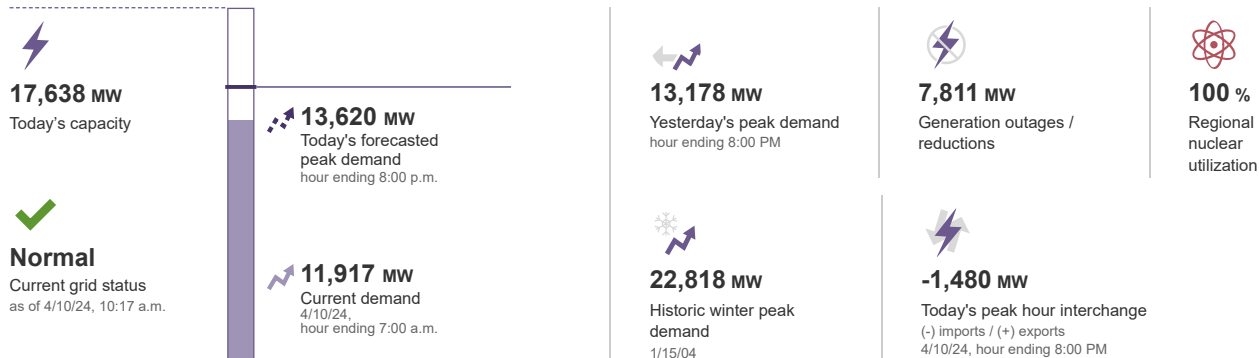 17,638 MW
Today's capacity
Normal
Current grid status
as of 4/10/24, 10:17 a.m.
13,620 MW
Today's forecasted
peak demand
hour ending 8:00 p.m.
11,917 MW
Current demand
4/10/24,
hour ending 7:00 a.m.
13,178 MW
Yesterday's peak demand
hour ending 8:00 PM
7,811 MW
Generation outages /
reductions
100 %
Regional
nuclear
utilization
22,818 MW
Historic winter peak
demand
1/15/04
-1,480 MW
Today's peak hour interchange
(-) imports / (+) exports
4/10/24, hour ending 8:00 PM